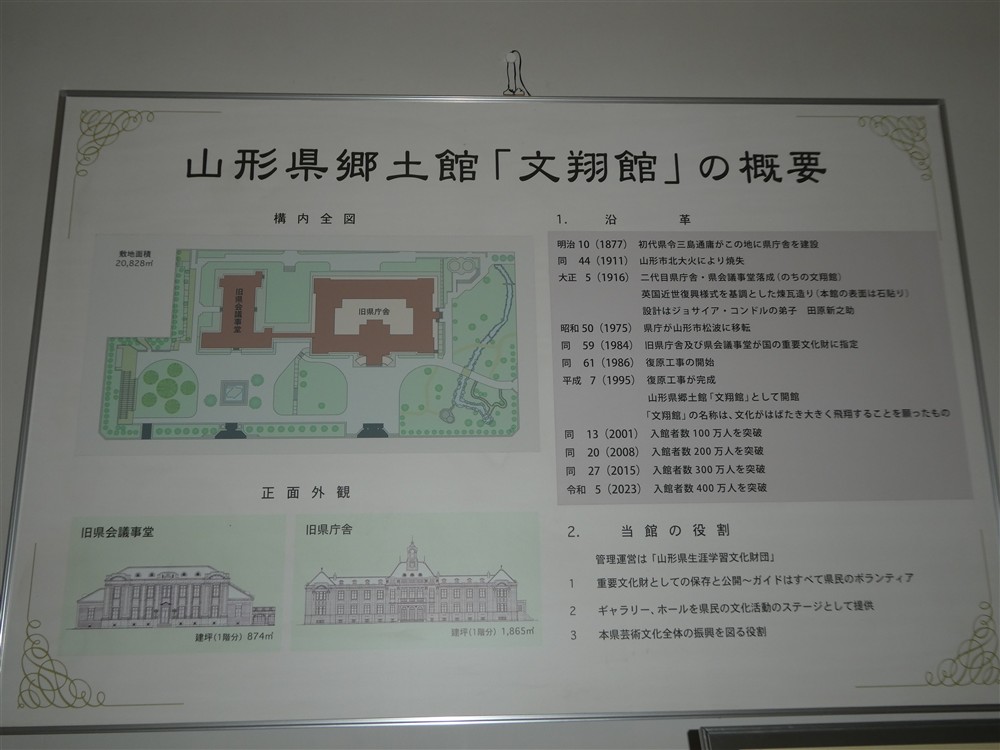 山形県郷土館「文翔館」の概要
構内全図
敷地面積
20,828㎡
旧県会議事堂
旧県庁舎
正面外観
旧県会議事堂
建坪(1階分) 874㎡
旧県庁舎
建坪(1階分) 1,865㎡
1. 沿革
明治 10（1877） 初代県令三島通庸がこの地に県庁舎を建設
同 44（1911） 山形市北大火により焼失
大正 5（1916） 二代目県庁舎・県会議事堂落成（のちの文翔館）
英国近世復興様式を基調とした煉瓦造り（本館の表面は石貼り）
設計はジョサイア・コンドルの弟子 田原新之助
昭和 50（1975） 県庁が山形市松波に移転
同 59（1984） 旧県庁舎及び県会議事堂が国の重要文化財に指定
同 61（1986） 復原工事の開始
平成 7（1995） 復原工事が完成
山形県郷土館「文翔館」として開館
「文翔館」の名称は、文化がはばたき大きく飛翔することを願ったもの
同 13（2001） 入館者数 100 万人を突破
同 20（2008） 入館者数 200 万人を突破
同 27（2015） 入館者数 300 万人を突破
令和 5（2023） 入館者数 400 万人を突破
2. 当館の役割
管理運営は「山形県生涯学習文化財団」
1 重要文化財としての保存と公開〜ガイドはすべて県民のボランティア
2 ギャラリー、ホールを県民の文化活動のステージとして提供
3 本県芸術文化全体の振興を図る役割